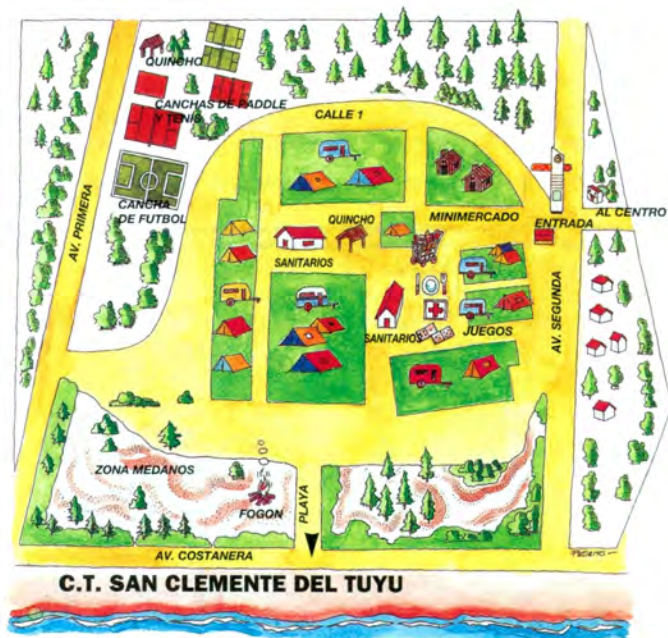 QUINCHO
CANCHAS DE PADDLE
Y TENIS
CALLE 1
CANCHA
DE FUTBOL
AV. PRIMERA
QUINCHO
MINIMERCADO
ENTRADA
AL CENTRO
SANITARIOS
SANITARIOS
JUEGOS
AV. SEGUNDA
ZONA MEDANOS
FOGON
PLAYA
AV. COSTANERA
C.T. SAN CLEMENTE DEL TUYU